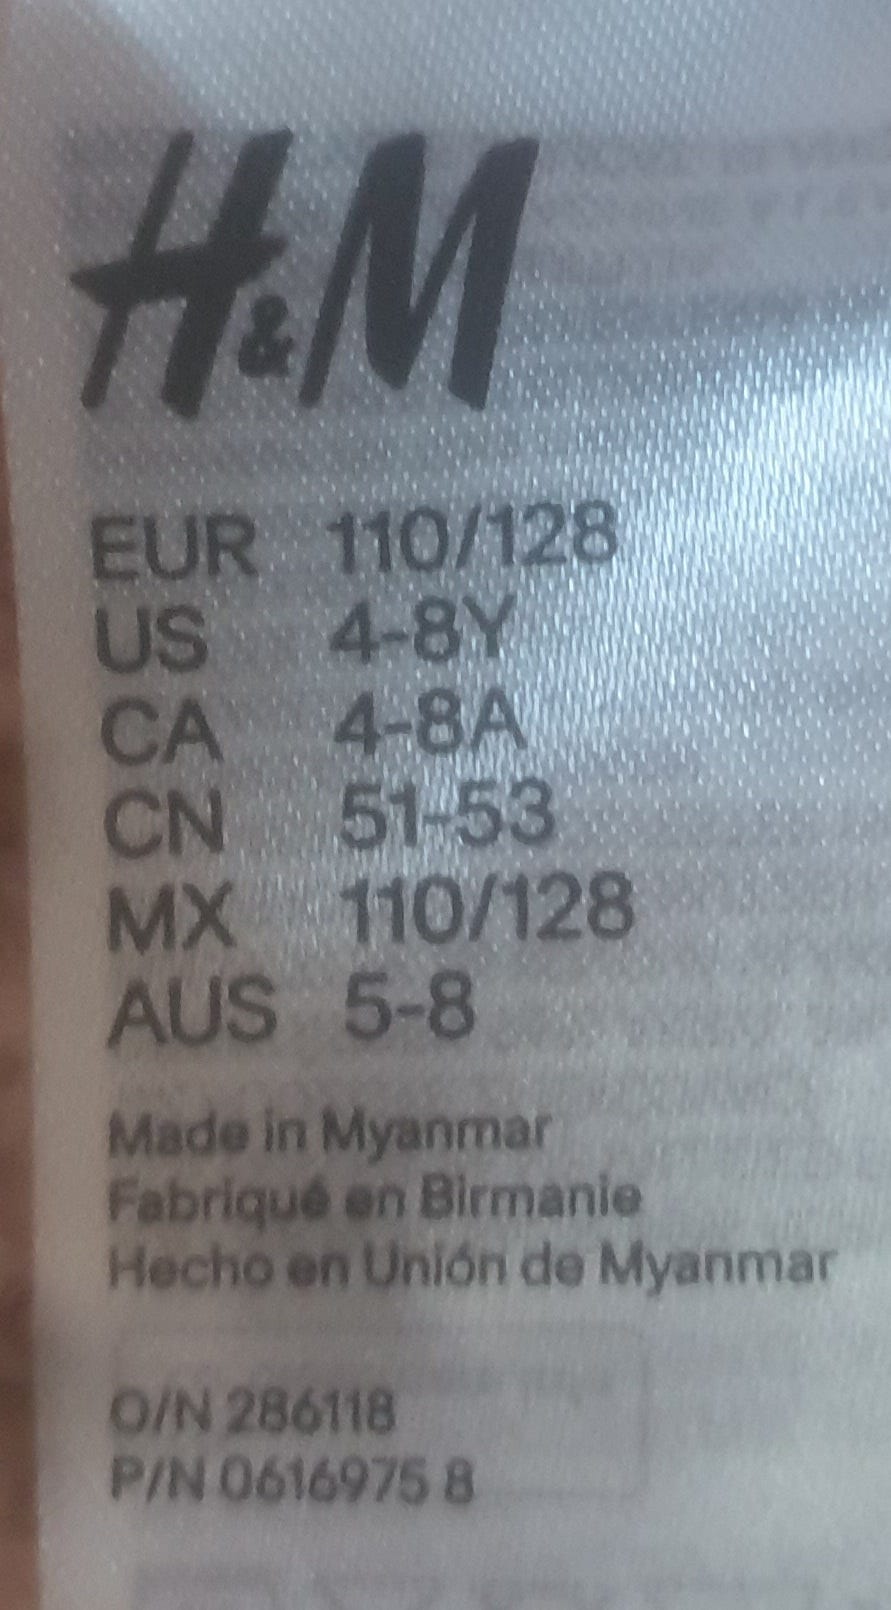 H&M
EUR 110/128
US 4-8Y
CA 4-8A
CN 51-53
MX 110/128
AUS 5-8
Made in Myanmar
Fabriqué en Birmanie
Hecho en Unión de Myanmar
O/N 286118
P/N 0616975 8